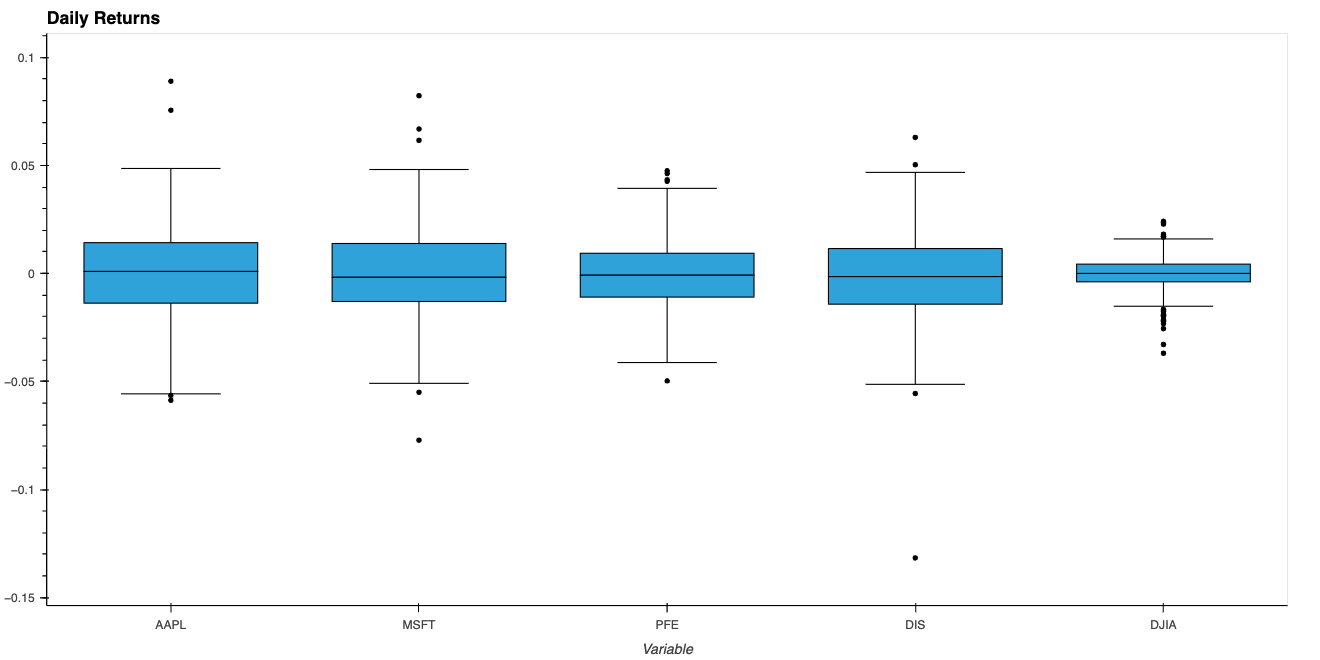 Daily Returns
0.1
0.05
0
−0.05
−0.1
−0.15
AAPL MSFT PFE DIS DJIA
Variable